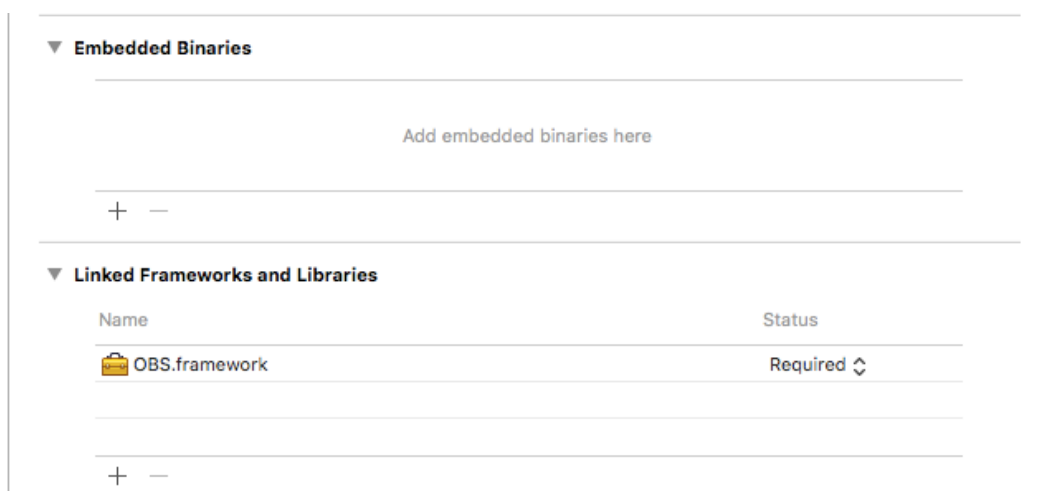 Embedded Binaries
Add embedded binaries here
+ −
Linked Frameworks and Libraries
Name Status
OBS.framework Required
+ −